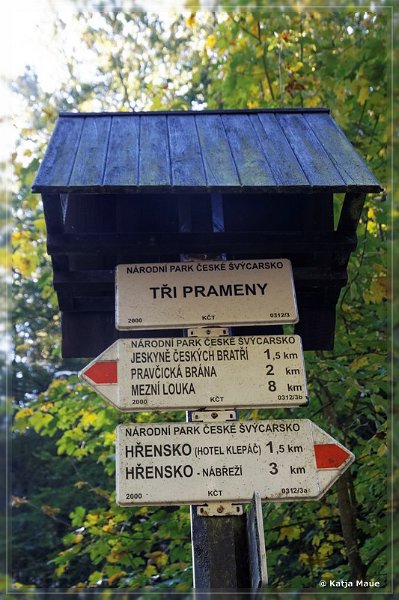 NÁRODNÍ PARK ČESKÉ ŠVÝCARSKO
TŘI PRAMENY
2000 KČT 0312/3
NÁRODNÍ PARK ČESKÉ ŠVÝCARSKO
JESKYNĚ ČESKÝCH BRATŘÍ 1,5 km
PRAVČICKÁ BRÁNA 2 km
MEZNÍ LOUKA 8 km
2000 KČT 0312/3b
NÁRODNÍ PARK ČESKÉ ŠVÝCARSKO
HŘENSKO (HOTEL KLEPÁČ) 1,5 km
HŘENSKO - NÁBŘEŽÍ 3 km
2000 KČT 0312/3a
© Katja Maue